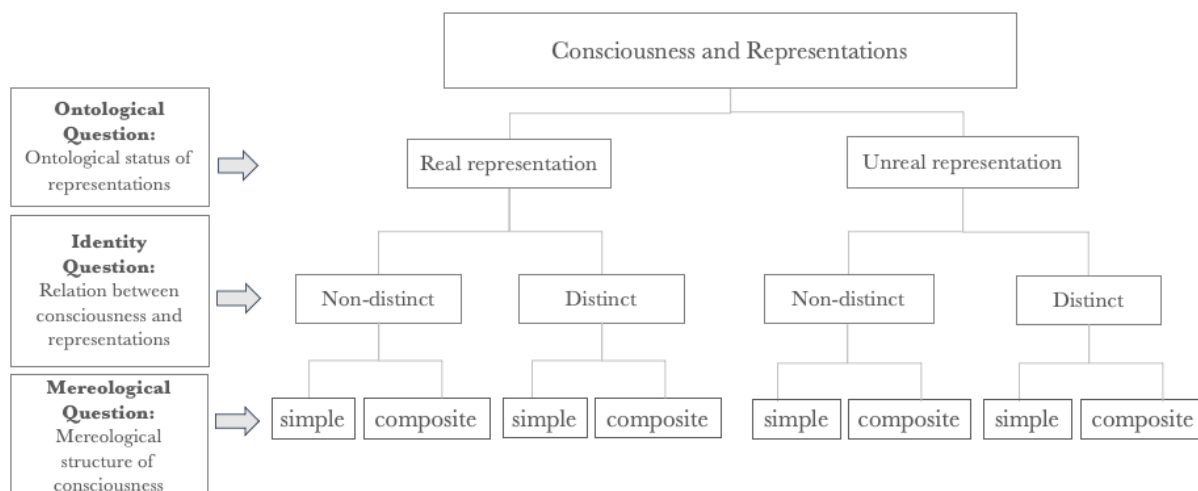 Consciousness and Representations
Ontological
Question:
Ontological status of
representations
Real representation
Unreal representation
Identity
Question:
Relation between
consciousness and
representations
Non-distinct
Distinct
Non-distinct
Distinct
Mereological
Question:
Mereological
structure of
consciousness
simple
composite
simple
composite
simple
composite
simple
composite